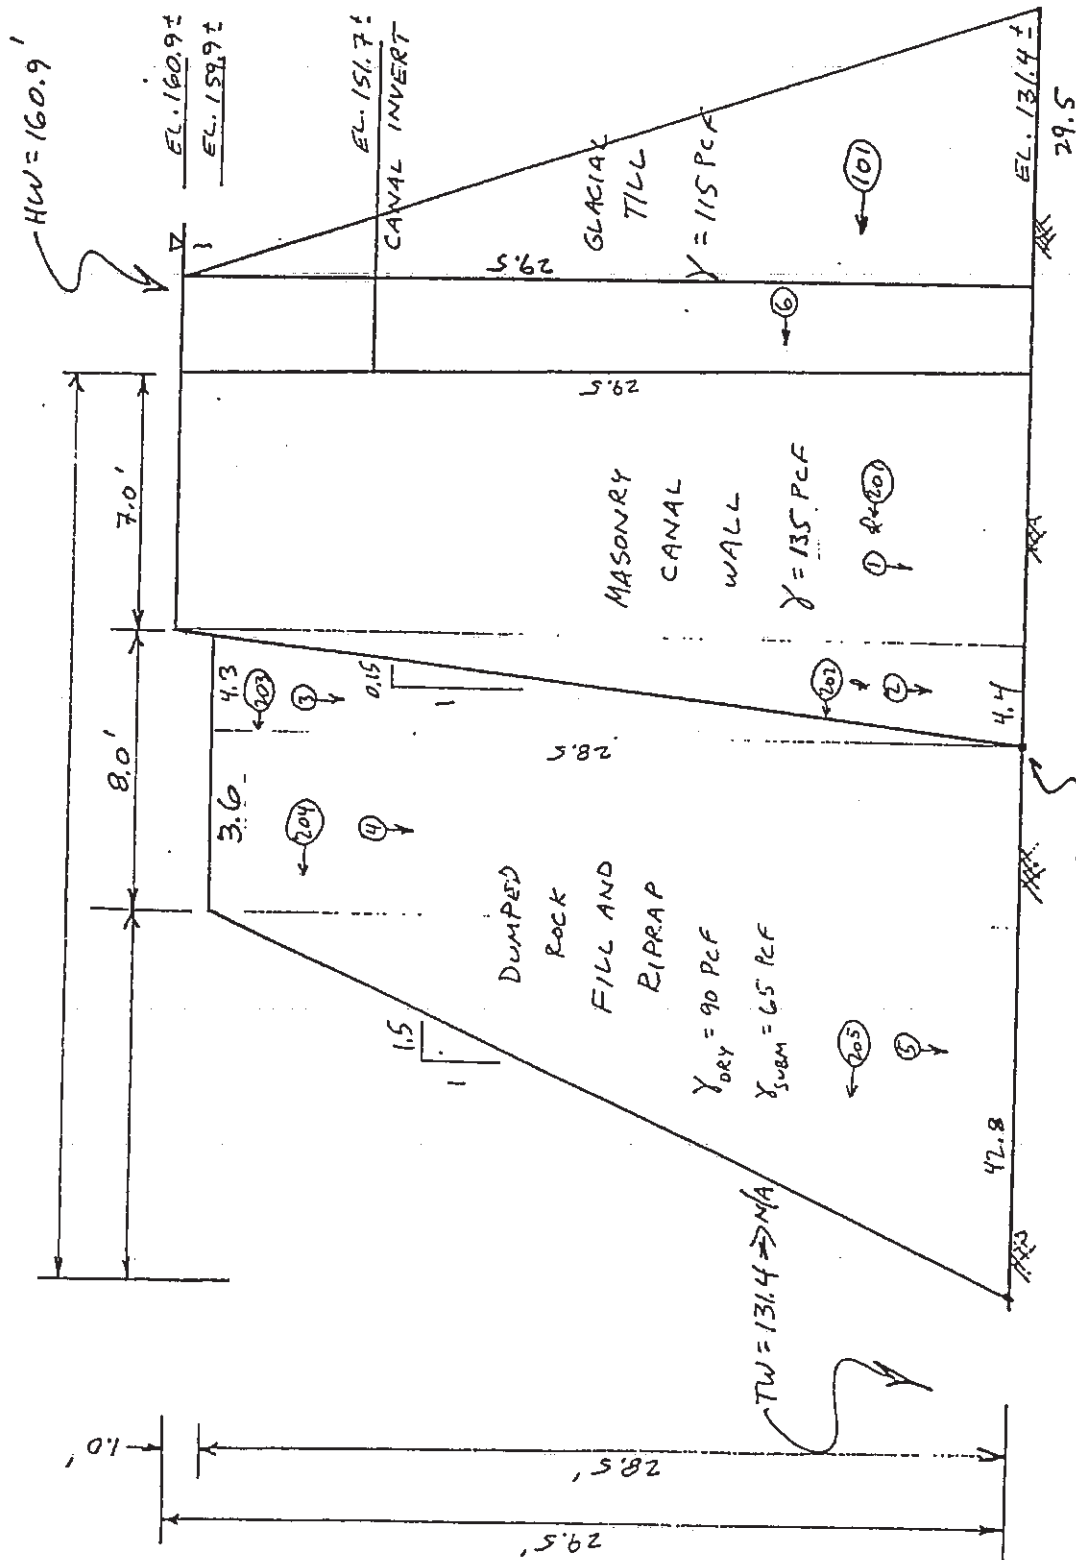 HW = 160.9'
EL. 160.9 ±
EL. 159.9 ±
EL. 151.7 ±
CANAL INVERT
7.0'
8.0'
1.0'
28.5'
29.5'
29.5
29.5
GLACIAL
TILL
γ = 115 PCF
101
6
EL. 131.4 ±
29.5
MASONRY
CANAL
WALL
γ = 135 PCF
1 & 201
4.3
203
3
0.15
1
202
&
2
4.4
28.5
3.6
204
4
DUMPED
ROCK
FILL AND
RIPRAP
γDRY = 90 PCF
γSUBM = 65 PCF
1.5
1
205
5
42.8
TW = 131.4 ⇒ N/A